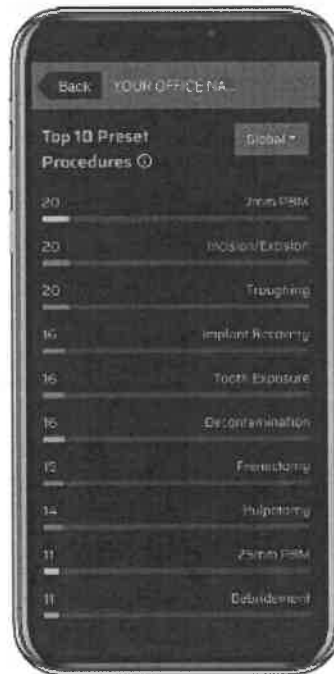 Back YOUR OFFICE NA...
Top 10 Preset Global
Procedures
20 7mm PBM
20 Incision/Excision
20 Troughing
16 Implant Recovery
16 Tooth Exposure
16 Decontamination
15 Frenectomy
14 Pulpotomy
11 25mm PBM
11 Debridement